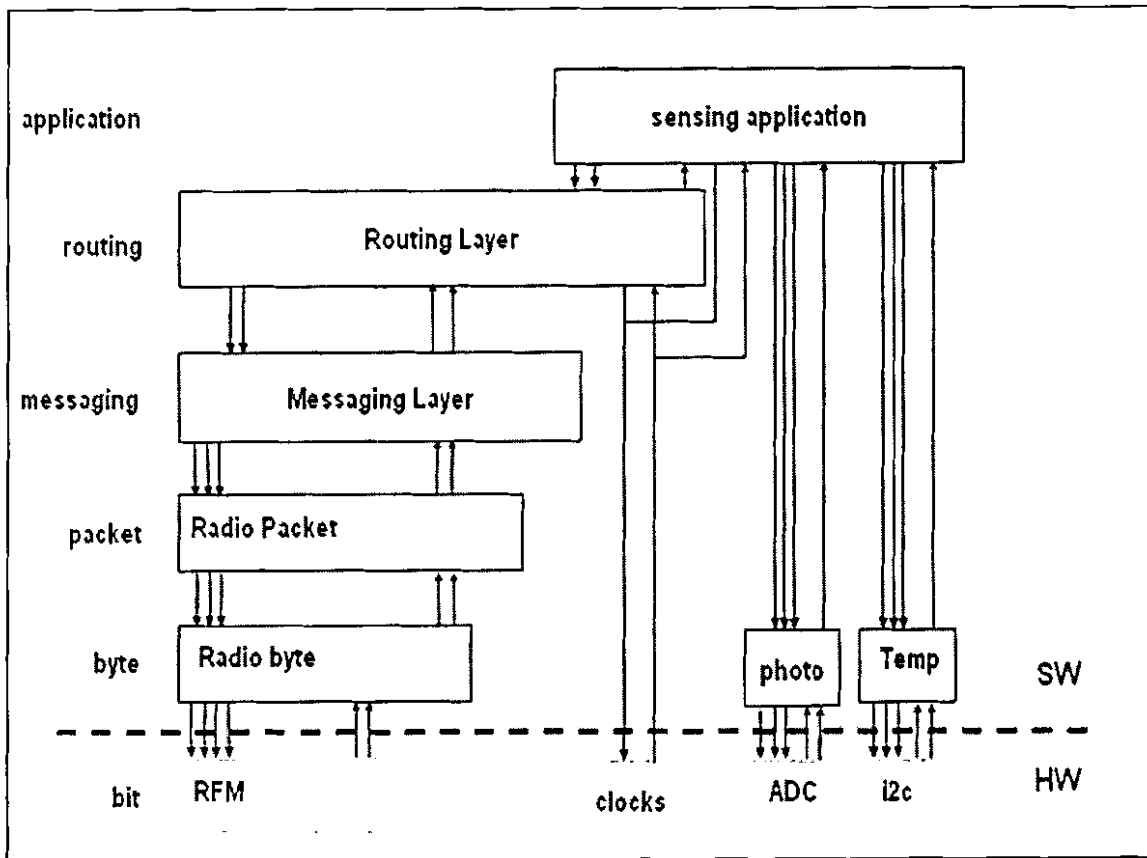 application
sensing application
routing
Routing Layer
messaging
Messaging Layer
packet
Radio Packet
byte
Radio byte
photo
Temp
SW
bit
RFM
clocks
ADC
i2c
HW